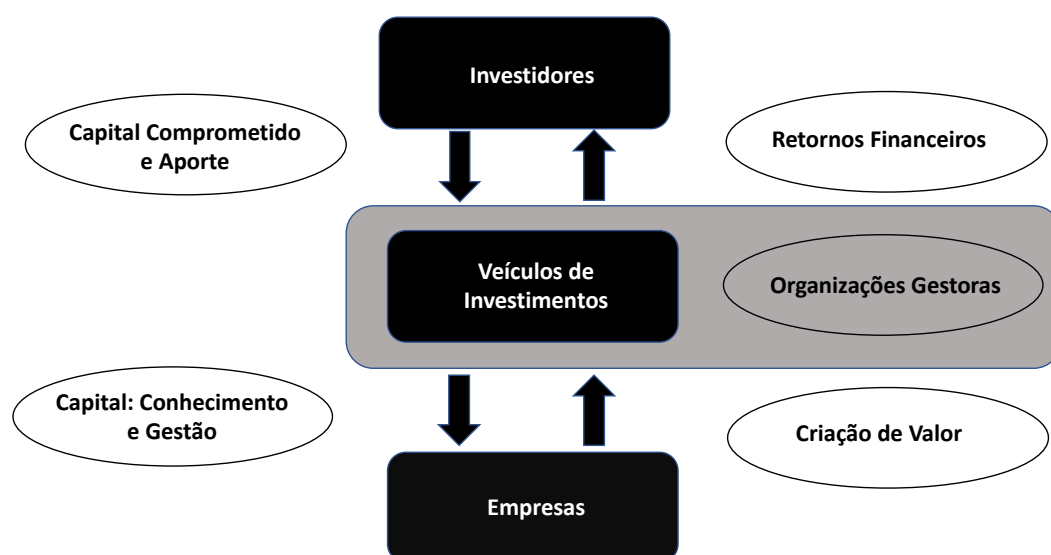 Investidores
Capital Comprometido
e Aporte
Retornos Financeiros
Veículos de
Investimentos
Organizações Gestoras
Capital: Conhecimento
e Gestão
Criação de Valor
Empresas